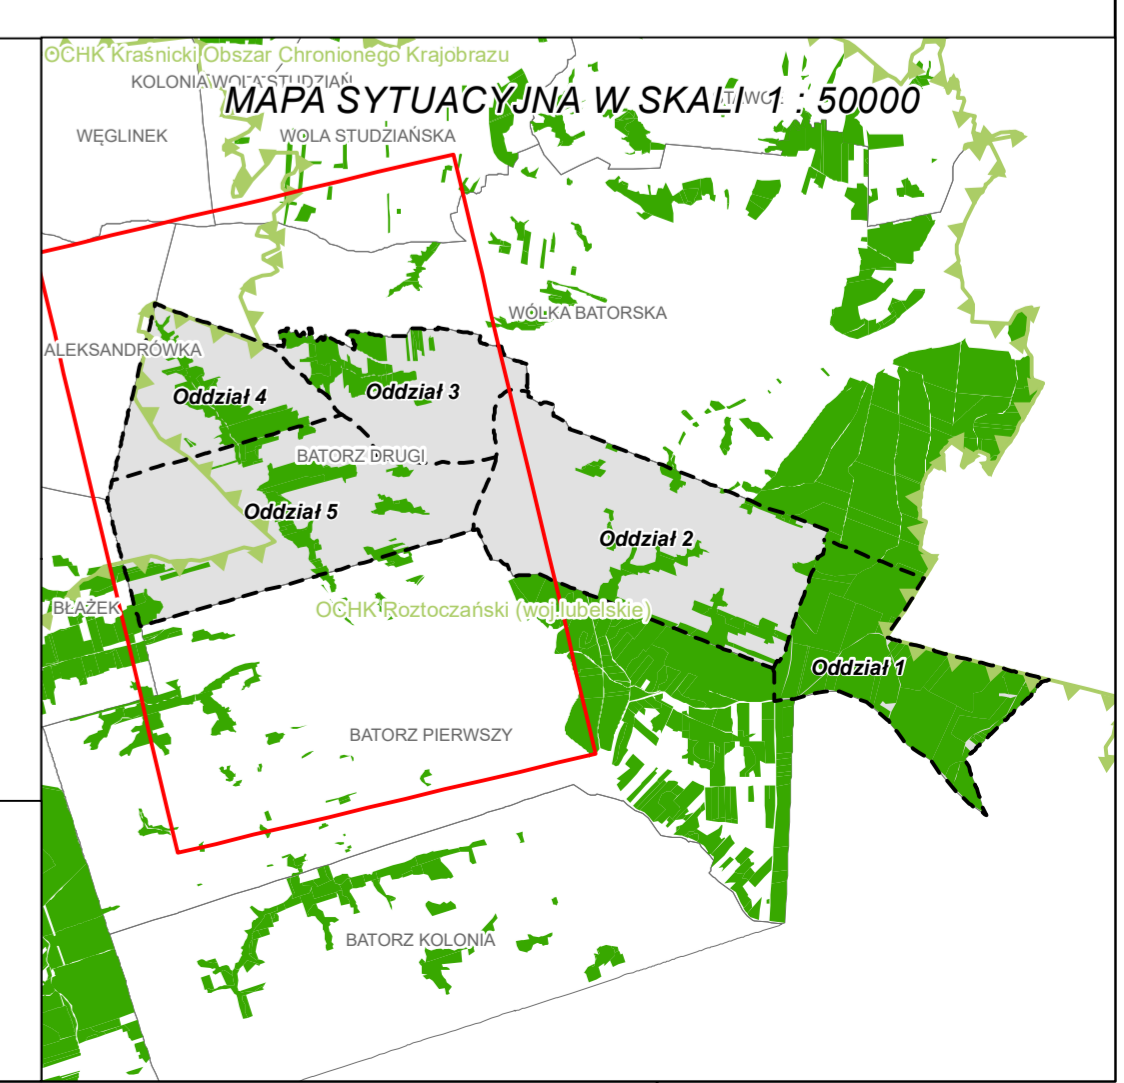 OCHK Kraśnicki Obszar Chronionego Krajobrazu
KOLONIA WOLA STUDZIAŃ
MAPA SYTUACYJNA W SKALI 1 : 50000
WĘGLINEK
WOLA STUDZIAŃSKA
WÓLKA BATORSKA
ALEKSANDRÓWKA
Oddział 4
Oddział 3
BATORZ DRUGI
Oddział 5
Oddział 2
BŁAŻEK
OCHK Roztoczański (woj.lubelskie)
Oddział 1
BATORZ PIERWSZY
BATORZ KOLONIA